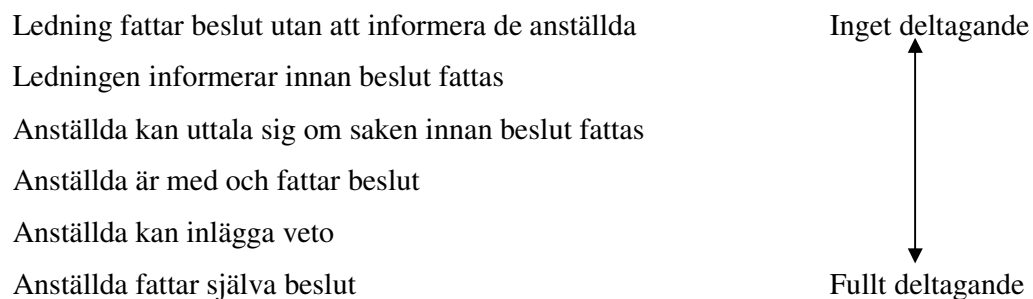 Ledning fattar beslut utan att informera de anställda Inget deltagande
Ledningen informerar innan beslut fattas
Anställda kan uttala sig om saken innan beslut fattas
Anställda är med och fattar beslut
Anställda kan inlägga veto
Anställda fattar själva beslut Fullt deltagande